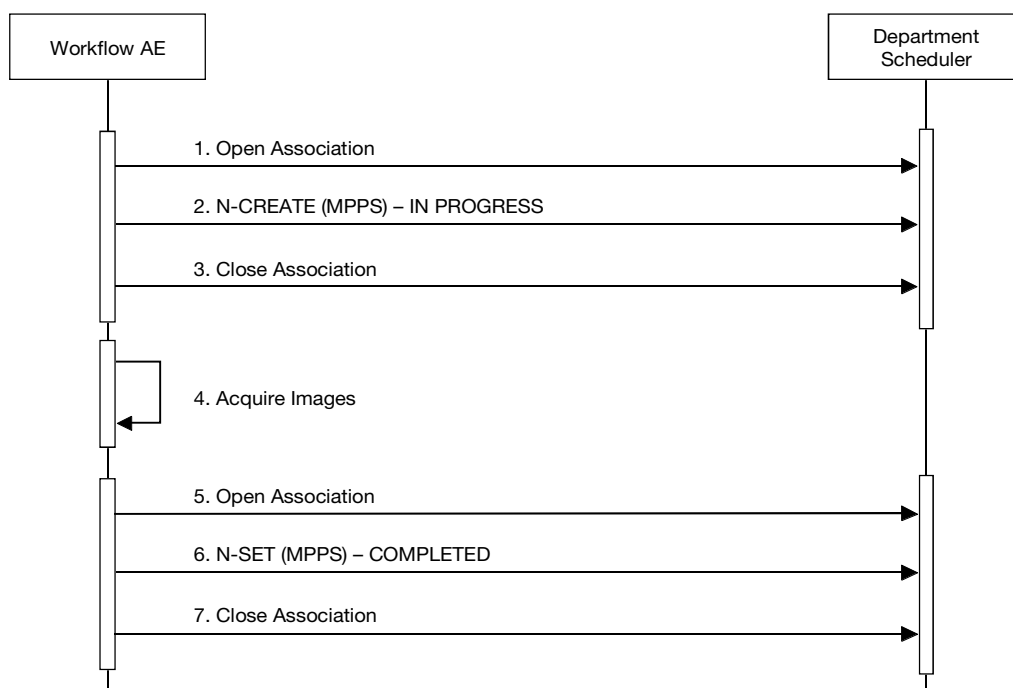 Workflow AE
Department
Scheduler
1. Open Association
2. N-CREATE (MPPS) – IN PROGRESS
3. Close Association
4. Acquire Images
5. Open Association
6. N-SET (MPPS) – COMPLETED
7. Close Association